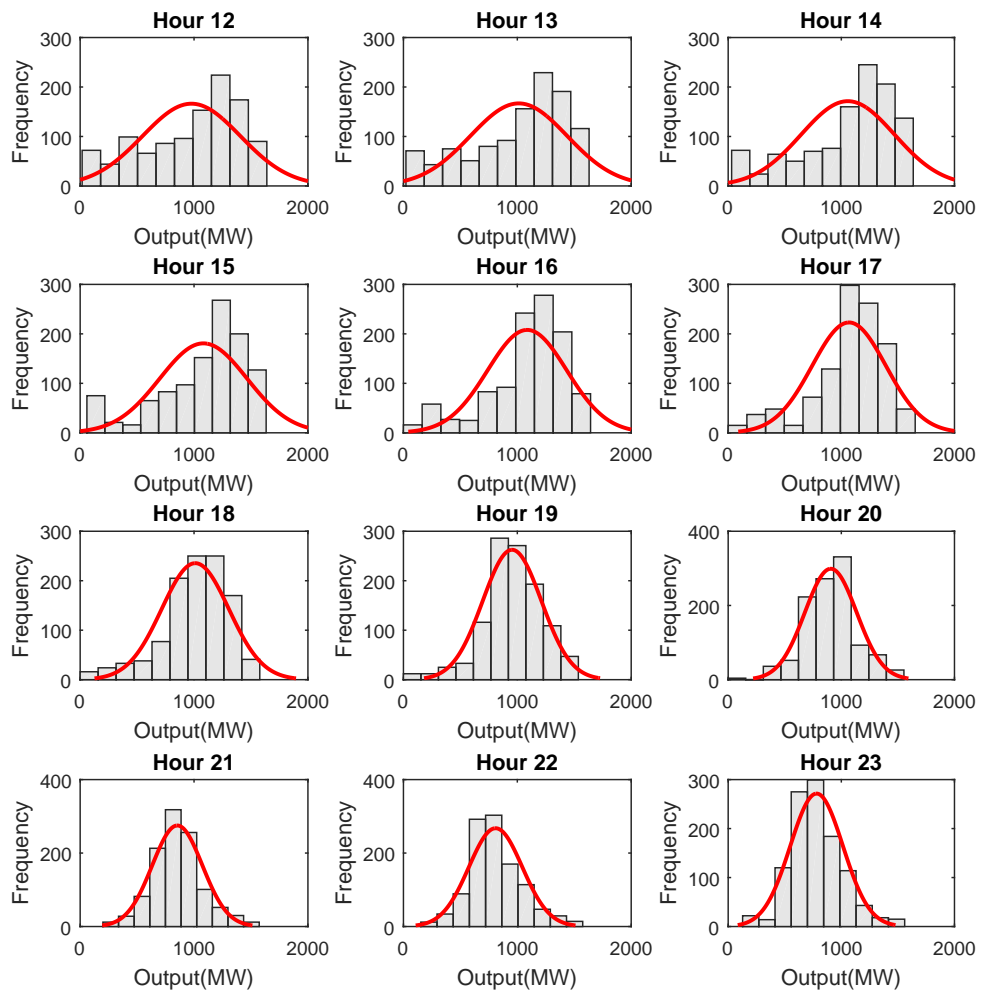 Hour 12
Hour 13
Hour 14
300
200
100
0
Frequency
0
1000
2000
Output(MW)
300
200
100
0
Frequency
0
1000
2000
Output(MW)
300
200
100
0
Frequency
0
1000
2000
Output(MW)
Hour 15
Hour 16
Hour 17
300
200
100
0
Frequency
0
1000
2000
Output(MW)
300
200
100
0
Frequency
0
1000
2000
Output(MW)
300
200
100
0
Frequency
0
1000
2000
Output(MW)
Hour 18
Hour 19
Hour 20
300
200
100
0
Frequency
0
1000
2000
Output(MW)
300
200
100
0
Frequency
0
1000
2000
Output(MW)
400
200
0
Frequency
0
1000
2000
Output(MW)
Hour 21
Hour 22
Hour 23
400
200
0
Frequency
0
1000
2000
Output(MW)
400
200
0
Frequency
0
1000
2000
Output(MW)
300
200
100
0
Frequency
0
1000
2000
Output(MW)